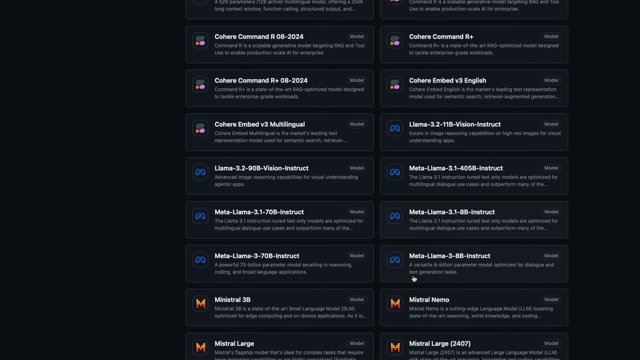 A 52B parameters (12B active) multilingual model, offering a 256K
long context window, function calling, structured output, and...
Command R+ is a scalable generative model targeting RAG and Tool
Use to enable production-scale AI for enterprise.
Cohere Command R 08-2024
Model
Command R is a scalable generative model targeting RAG and Tool
Use to enable production-scale AI for enterprise.
Cohere Command R+
Model
Command R+ is a state-of-the-art RAG-optimized model designed
to tackle enterprise-grade workloads.
Cohere Command R+ 08-2024
Model
Command R+ is a state-of-the-art RAG-optimized model designed
to tackle enterprise-grade workloads.
Cohere Embed v3 English
Model
Cohere Embed English is the market's leading text representation
model used for semantic search, retrieval-augmented generation...
Cohere Embed v3 Multilingual
Model
Cohere Embed Multilingual is the market's leading text
representation model used for semantic search, retrieval-...
Llama-3.2-11B-Vision-Instruct
Model
Excels in image reasoning capabilities on high-res images for visual
understanding apps.
Llama-3.2-90B-Vision-Instruct
Model
Advanced image reasoning capabilities for visual understanding
agentic apps.
Meta-Llama-3.1-405B-Instruct
Model
The Llama 3.1 instruction tuned text only models are optimized for
multilingual dialogue use cases and outperform many of the...
Meta-Llama-3.1-70B-Instruct
Model
The Llama 3.1 instruction tuned text only models are optimized for
multilingual dialogue use cases and outperform many of the...
Meta-Llama-3.1-8B-Instruct
Model
The Llama 3.1 instruction tuned text only models are optimized for
multilingual dialogue use cases and outperform many of the...
Meta-Llama-3-70B-Instruct
Model
A powerful 70-billion parameter model excelling in reasoning,
coding, and broad language applications.
Meta-Llama-3-8B-Instruct
Model
A versatile 8-billion parameter model optimized for dialogue and
text generation tasks.
Ministral 3B
Model
Ministral 3B is a state-of-the-art Small Language Model (SLM)
optimized for edge computing and on-device applications. As it is...
Mistral Nemo
Model
Mistral Nemo is a cutting-edge Language Model (LLM) boasting
state-of-the-art reasoning, world knowledge, and coding...
Mistral Large
Model
Mistral's flagship model that's ideal for complex tasks that require
Mistral Large (2407)
Model
Mistral Large (2407) is an advanced Large Language Model (LLM)